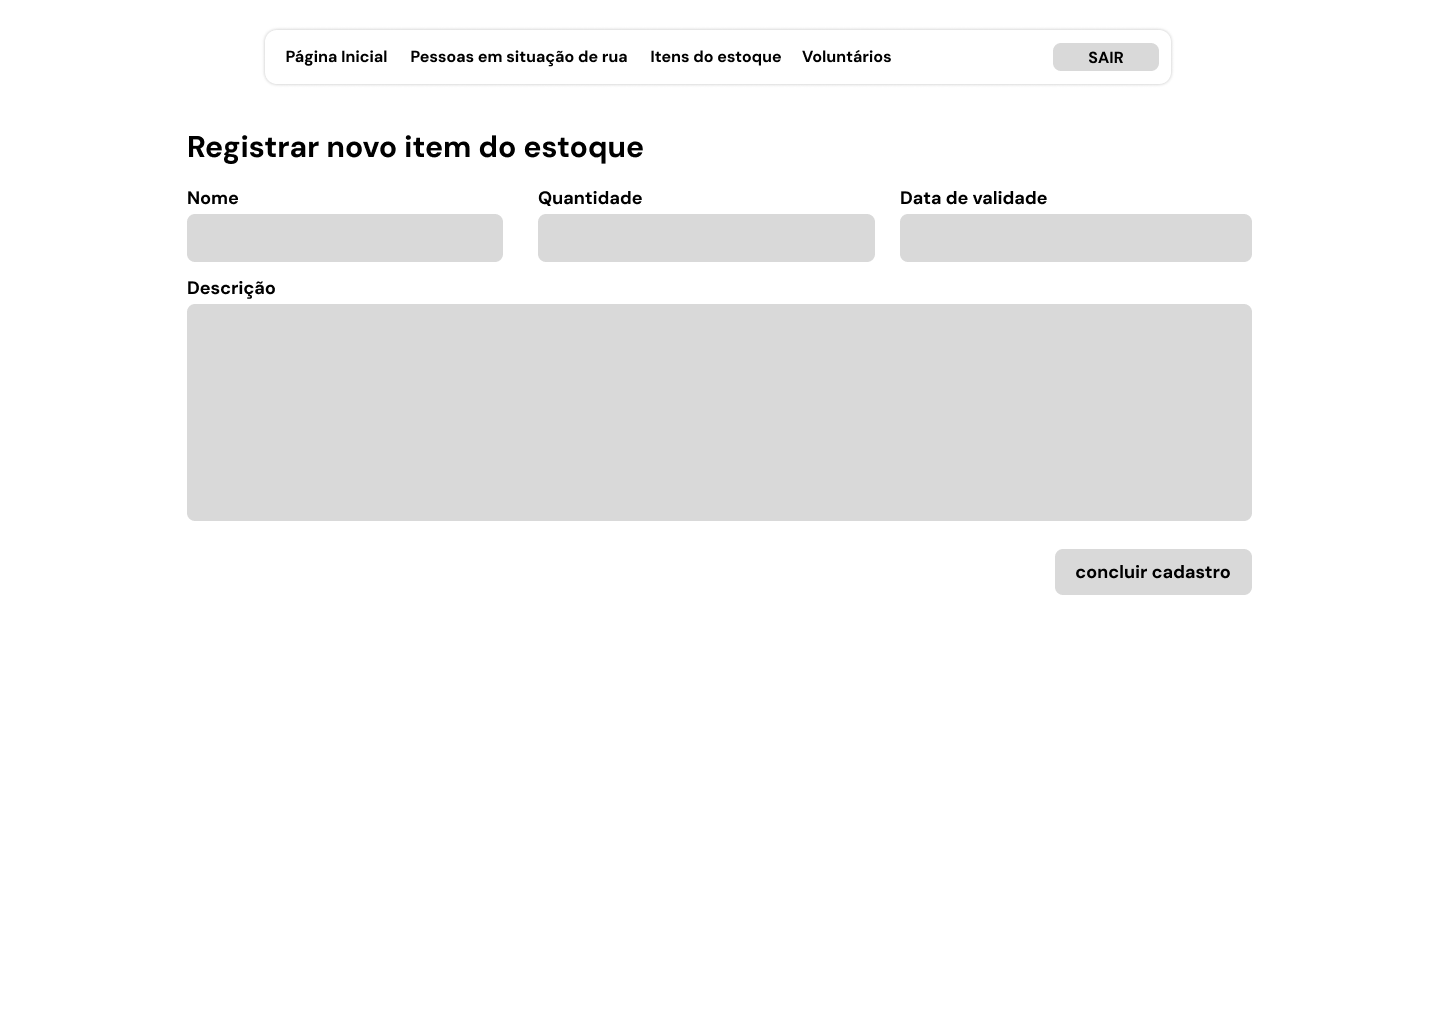 Página Inicial Pessoas em situação de rua Itens do estoque Voluntários SAIR
Registrar novo item do estoque
Nome Quantidade Data de validade
Descrição
concluir cadastro